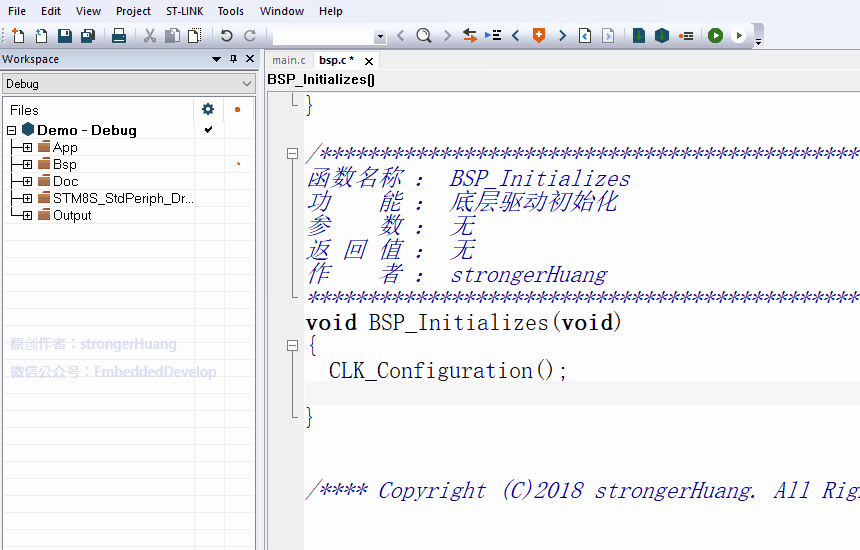 File Edit View Project ST-LINK Tools Window Help
Workspace
main.c bsp.c *
Debug
BSP_Initializes()
Files
Demo - Debug
App
Bsp
Doc
STM8S_StdPeriph_Dr...
Output
原创作者：strongerHuang
微信公众号：EmbeddedDevelop
}
/**********************************************
函数名称 ： BSP_Initializes
功 能 ： 底层驱动初始化
参 数 ： 无
返 回 值 ： 无
作 者 ： strongerHuang
***********************************************
void BSP_Initializes(void)
{
CLK_Configuration();
}
/**** Copyright (C)2018 strongerHuang. All Rig